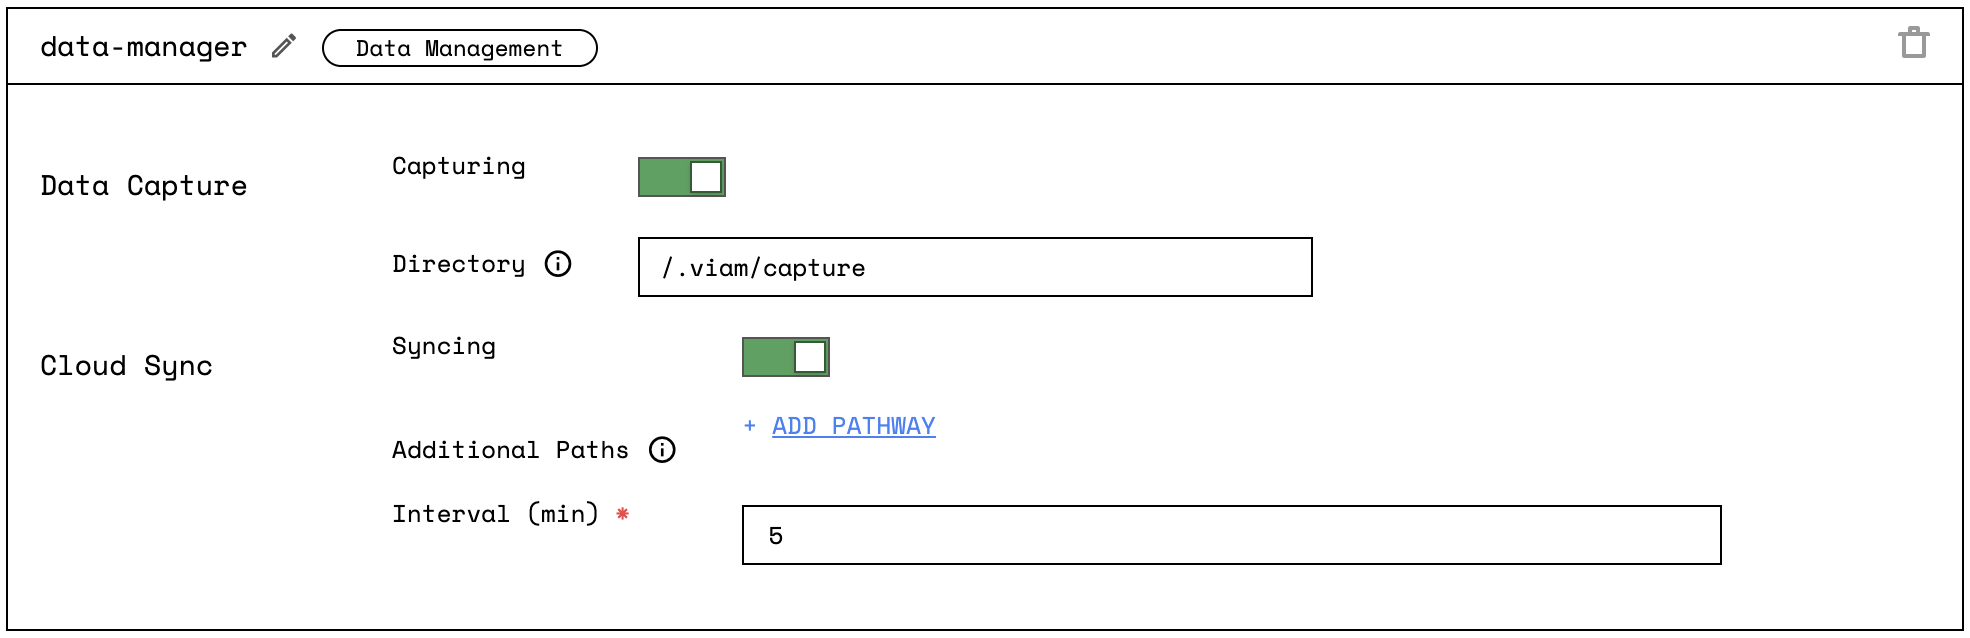 data-manager Data Management
Data Capture
Capturing
Directory
/.viam/capture
Cloud Sync
Syncing
+ ADD PATHWAY
Additional Paths
Interval (min) *
5